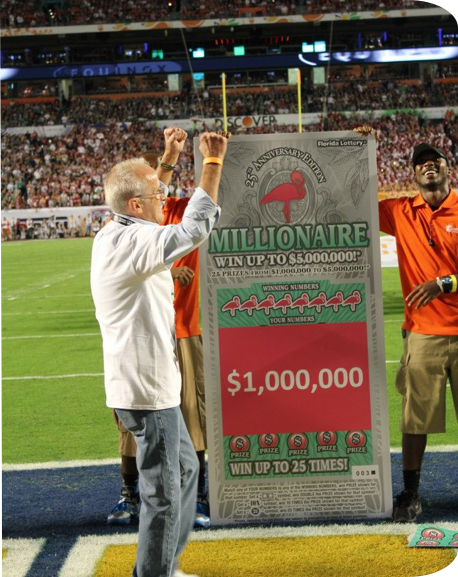 EQUINOX
DISCOVER
Florida Lottery
25TH ANNIVERSARY EDITION
MILLIONAIRE
WIN UP TO $5,000,000!*
25 PRIZES FROM $1,000,000 TO $5,000,000!*
WINNING NUMBERS
YOUR NUMBERS
$1,000,000
PRIZE PRIZE PRIZE PRIZE PRIZE
WIN UP TO 25 TIMES!
003